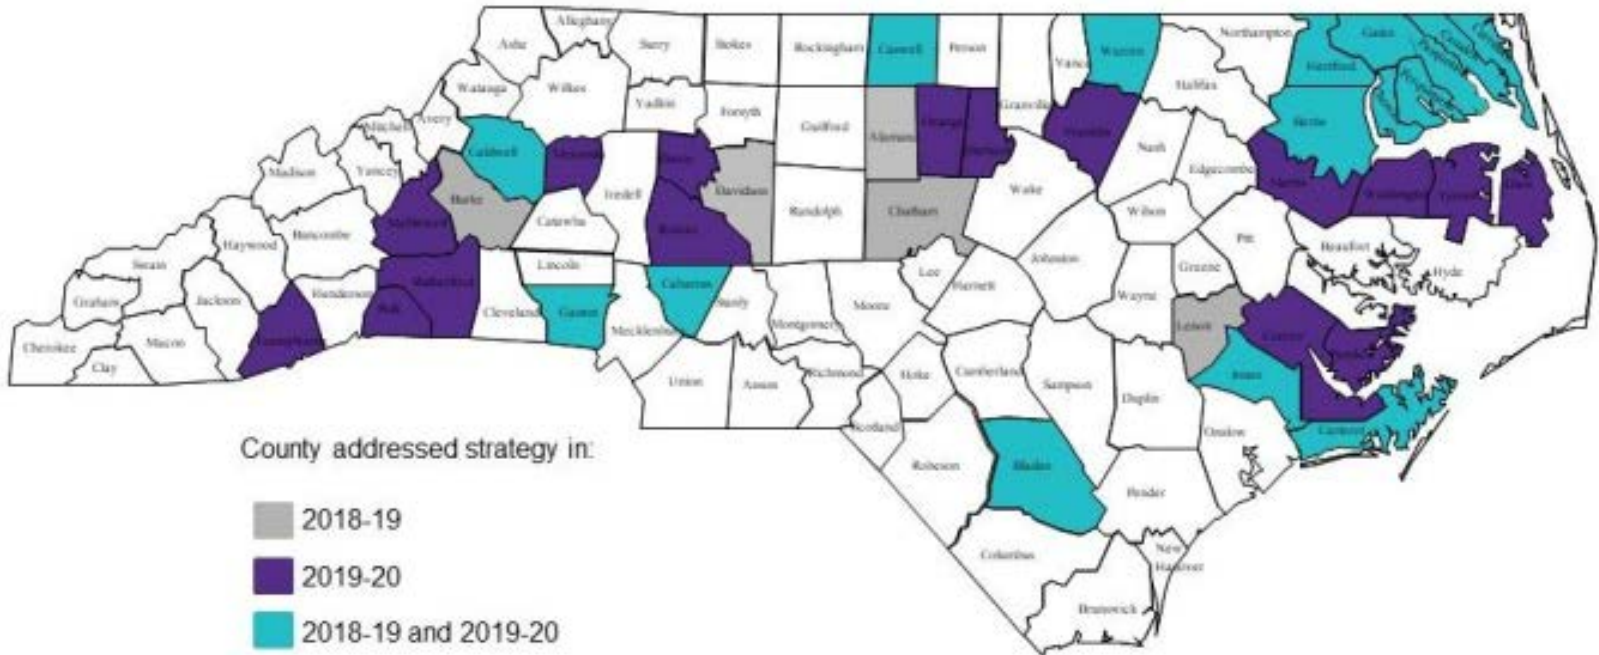 Alleghany
Ashe
Surry
Stokes
Rockingham
Caswell
Person
Vance
Warren
Northampton
Gates
Hertford
Halifax
Watauga
Wilkes
Yadkin
Forsyth
Guilford
Alamance
Orange
Granville
Franklin
Bertie
Mitchell
Avery
Caldwell
Alexander
Davie
Nash
Edgecombe
Madison
Yancey
Burke
Iredell
Davidson
Randolph
Chatham
Wake
Wilson
Martin
Washington
Tyrrell
Dare
Haywood
Buncombe
McDowell
Catawba
Rowan
Pitt
Beaufort
Hyde
Swain
Lincoln
Lee
Johnston
Greene
Graham
Jackson
Henderson
Rutherford
Polk
Cleveland
Gaston
Cabarrus
Stanly
Moore
Harnett
Wayne
Lenoir
Craven
Cherokee
Clay
Macon
Mecklenburg
Montgomery
Union
Anson
Richmond
Hoke
Cumberland
Sampson
Duplin
Jones
Scotland
Onslow
Carteret
Robeson
Bladen
Pender
Columbus
New
Hanover
Brunswick
County addressed strategy in:
2018-19
2019-20
2018-19 and 2019-20